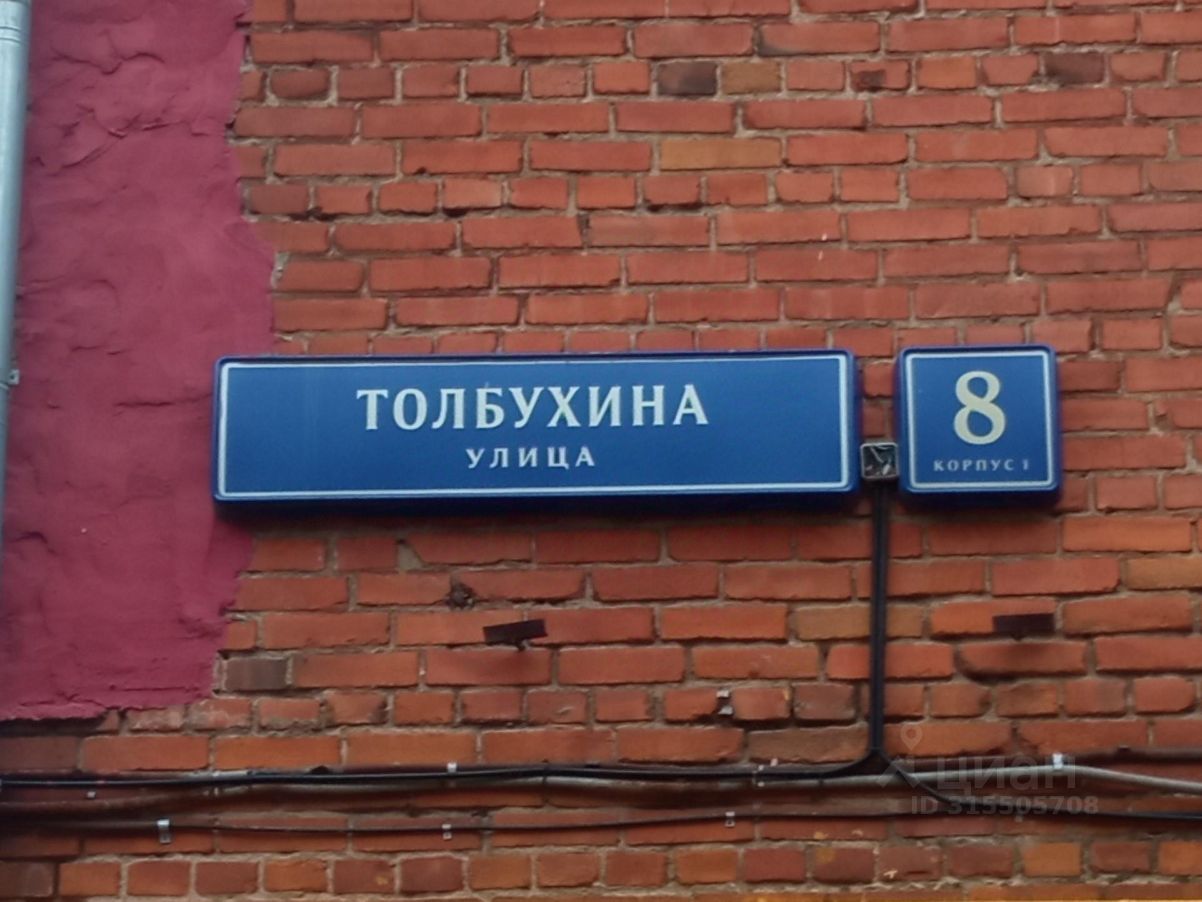 ТОЛБУХИНА
УЛИЦА
8
КОРПУС 1
циан
ID 315505708